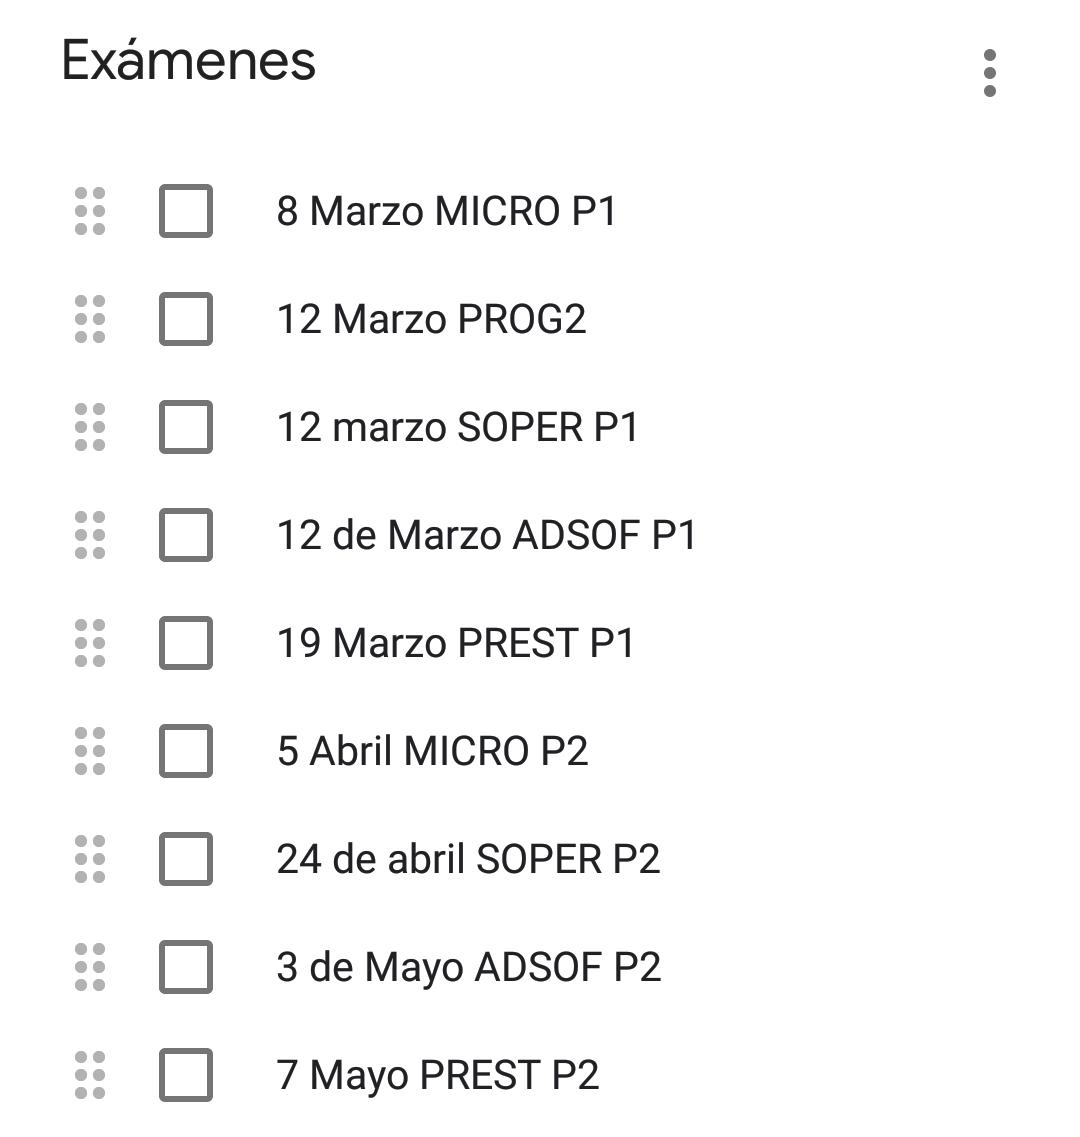 Exámenes
8 Marzo MICRO P1
12 Marzo PROG2
12 marzo SOPER P1
12 de Marzo ADSOF P1
19 Marzo PREST P1
5 Abril MICRO P2
24 de abril SOPER P2
3 de Mayo ADSOF P2
7 Mayo PREST P2